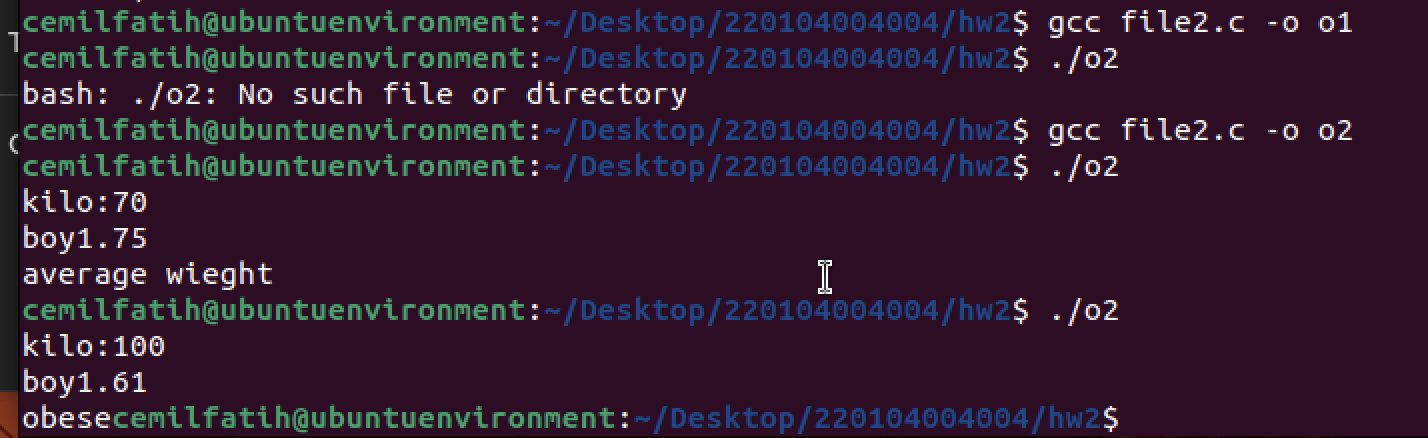 cemilfatih@ubuntuenvironment:~/Desktop/220104004004/hw2$ gcc file2.c -o o1
cemilfatih@ubuntuenvironment:~/Desktop/220104004004/hw2$ ./o2
bash: ./o2: No such file or directory
cemilfatih@ubuntuenvironment:~/Desktop/220104004004/hw2$ gcc file2.c -o o2
cemilfatih@ubuntuenvironment:~/Desktop/220104004004/hw2$ ./o2
kilo:70
boy1.75
average wieght
cemilfatih@ubuntuenvironment:~/Desktop/220104004004/hw2$ ./o2
kilo:100
boy1.61
obesecemilfatih@ubuntuenvironment:~/Desktop/220104004004/hw2$